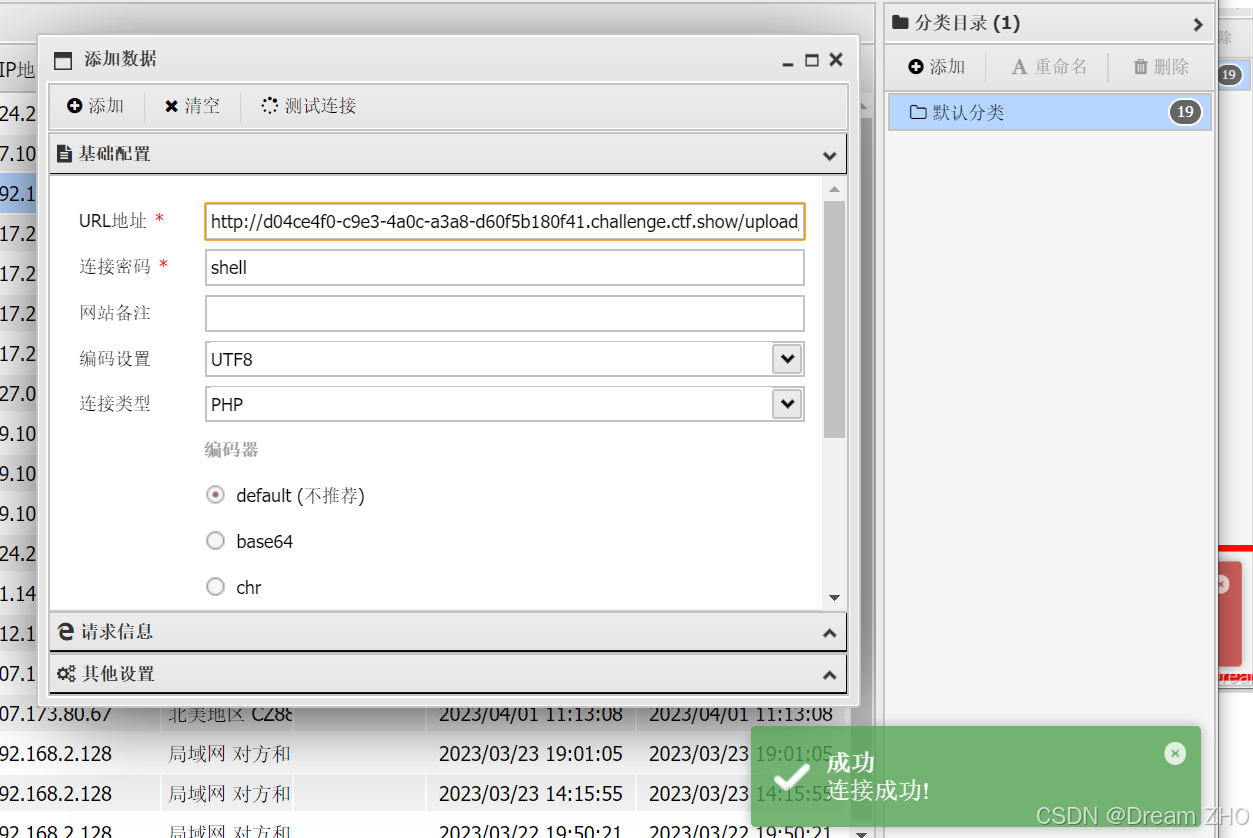 分类目录 (1)
添加 重命名 删除
默认分类 19
19
添加数据
添加 清空 测试连接
基础配置
URL地址 * http://d04ce4f0-c9e3-4a0c-a3a8-d60f5b180f41.challenge.ctf.show/upload
连接密码 * shell
网站备注
编码设置 UTF8
连接类型 PHP
编码器
default (不推荐)
base64
chr
请求信息
其他设置
IP地
24.2
7.10
92.1
17.2
17.2
17.2
17.2
27.0
9.10
9.10
9.10
24.2
1.14
12.1
07.1
07.173.80.67 北美地区 CZ88 2023/04/01 11:13:08 2023/04/01 11:13:08
92.168.2.128 局域网 对方和 2023/03/23 19:01:05 2023/03/23 19:01:05
92.168.2.128 局域网 对方和 2023/03/23 14:15:55 2023/03/23 14:15:55
92.168.2.128 局域网 对方和 2023/03/22 19:50:21 2023/03/22 19:50:21
成功
连接成功!
CSDN @Dream ZHO